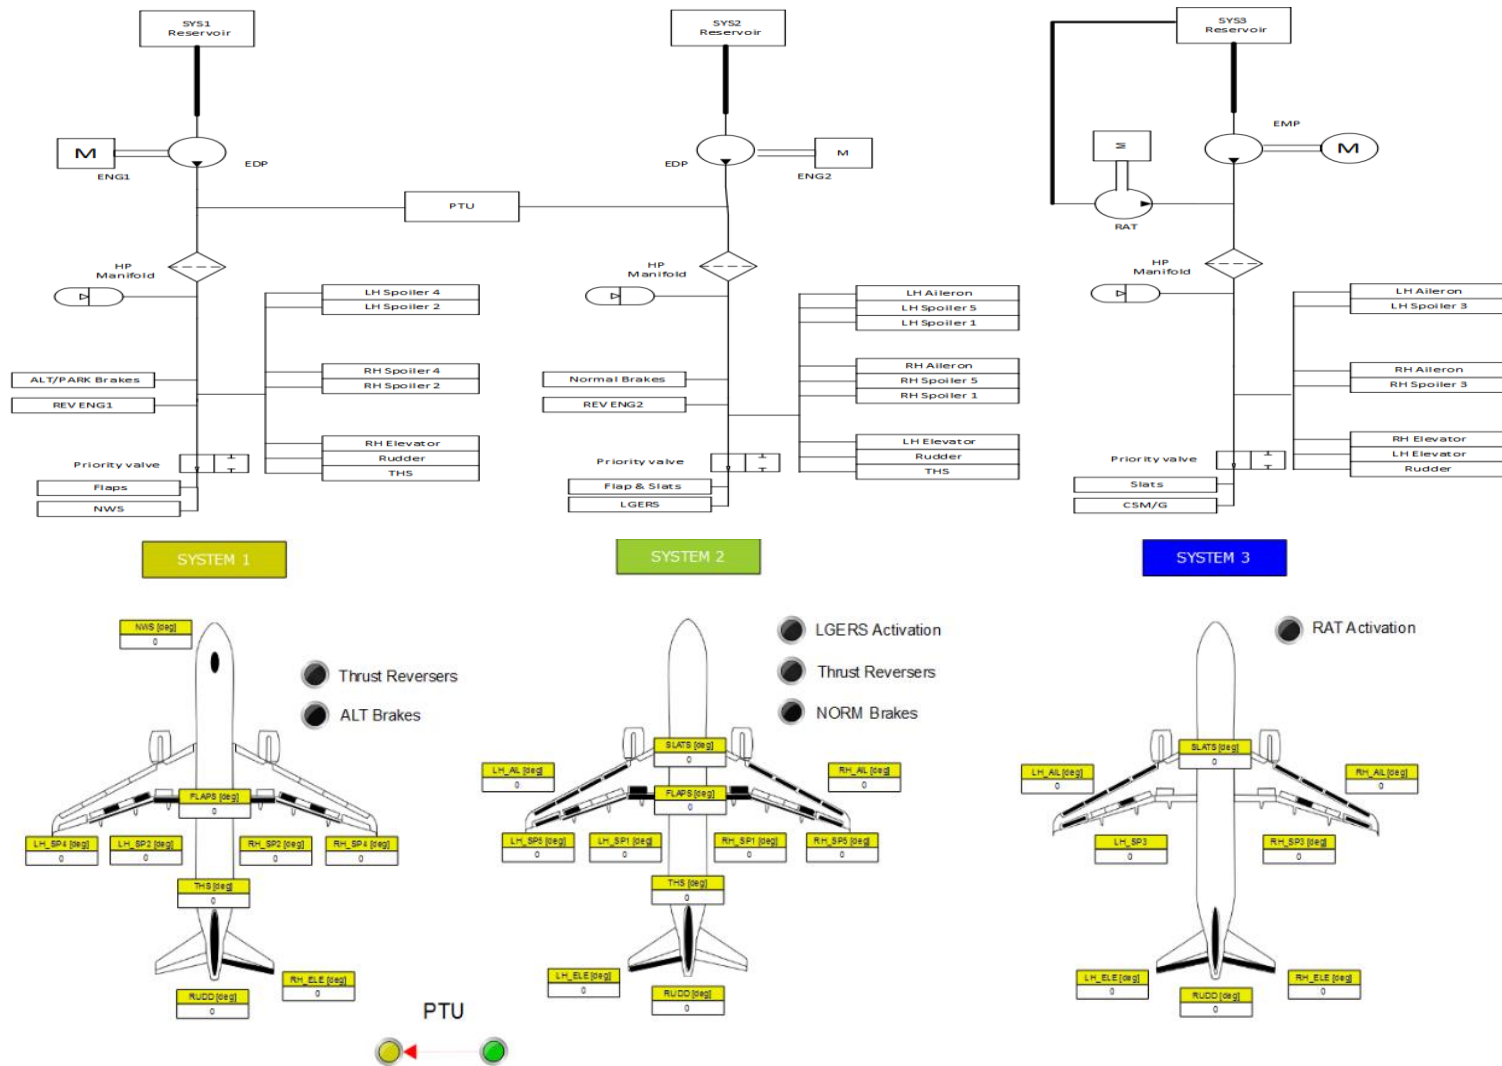 SYS1
Reservoir
M
ENG1
EDP
HP
Manifold
LH Spoiler 4
LH Spoiler 2
ALT/PARK Brakes
REV ENG1
RH Spoiler 4
RH Spoiler 2
Priority valve
RH Elevator
Rudder
THS
Flaps
NWS
PTU
SYS2
Reservoir
EDP
M
ENG2
HP
Manifold
LH Aileron
LH Spoiler 5
LH Spoiler 1
Normal Brakes
REV ENG2
RH Aileron
RH Spoiler 5
RH Spoiler 1
Priority valve
LH Elevator
Rudder
THS
Flap & Slats
LGERS
SYS3
Reservoir
EMP
M
M
RAT
HP
Manifold
LH Aileron
LH Spoiler 3
RH Aileron
RH Spoiler 3
Priority valve
RH Elevator
LH Elevator
Rudder
Slats
CSM/G
SYSTEM 1
SYSTEM 2
SYSTEM 3
NWS [deg]
0
Thrust Reversers
ALT Brakes
FLAPS [deg]
0
LH_SP4 [deg]
0
LH_SP2 [deg]
0
RH_SP2 [deg]
0
RH_SP4 [deg]
0
THS [deg]
0
RH_ELE [deg]
0
RUDD [deg]
0
LGERS Activation
Thrust Reversers
NORM Brakes
SLATS [deg]
0
LH_AIL [deg]
0
RH_AIL [deg]
0
FLAPS [deg]
0
LH_SP5 [deg]
0
LH_SP1 [deg]
0
RH_SP1 [deg]
0
RH_SP5 [deg]
0
THS [deg]
0
LH_ELE [deg]
0
RUDD [deg]
0
RAT Activation
SLATS [deg]
0
LH_AIL [deg]
0
RH_AIL [deg]
0
LH_SP3
0
RH_SP3 [deg]
0
LH_ELE [deg]
0
RH_ELE [deg]
0
RUDD [deg]
0
PTU